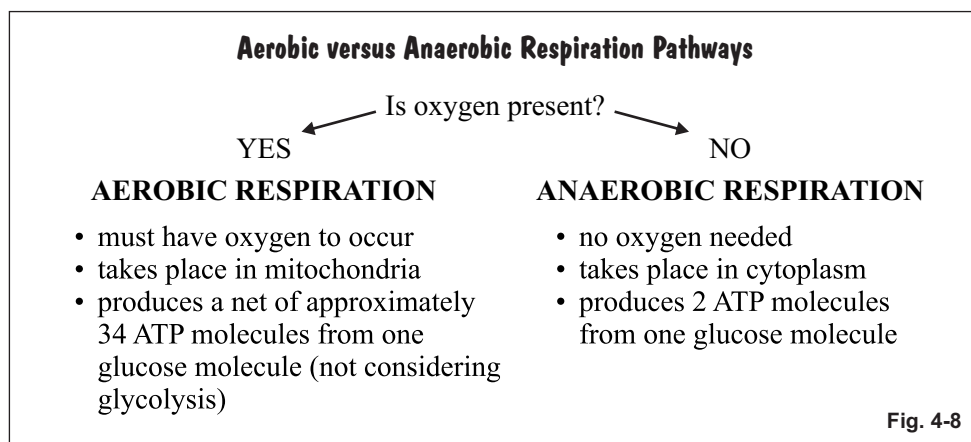 Aerobic versus Anaerobic Respiration Pathways
Is oxygen present?
YES
AEROBIC RESPIRATION
• must have oxygen to occur
• takes place in mitochondria
• produces a net of approximately
34 ATP molecules from one
glucose molecule (not considering
glycolysis)
NO
ANAEROBIC RESPIRATION
• no oxygen needed
• takes place in cytoplasm
• produces 2 ATP molecules
from one glucose molecule
Fig. 4-8